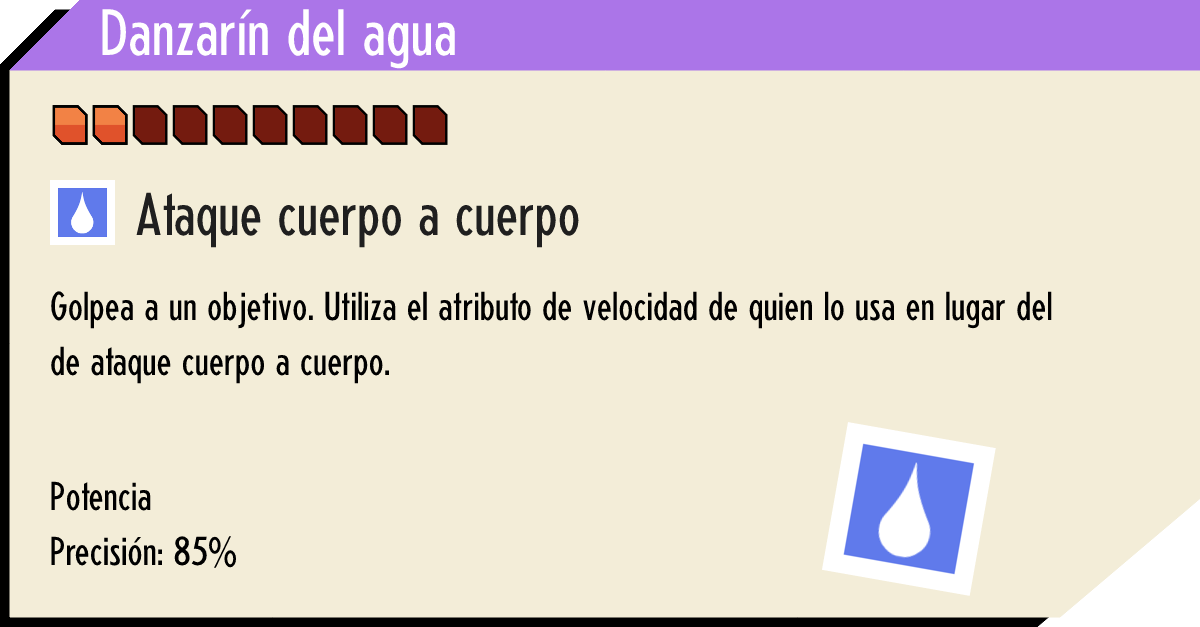 Danzarín del agua
Ataque cuerpo a cuerpo
Golpea a un objetivo. Utiliza el atributo de velocidad de quien lo usa en lugar del
de ataque cuerpo a cuerpo.
Potencia
Precisión: 85%